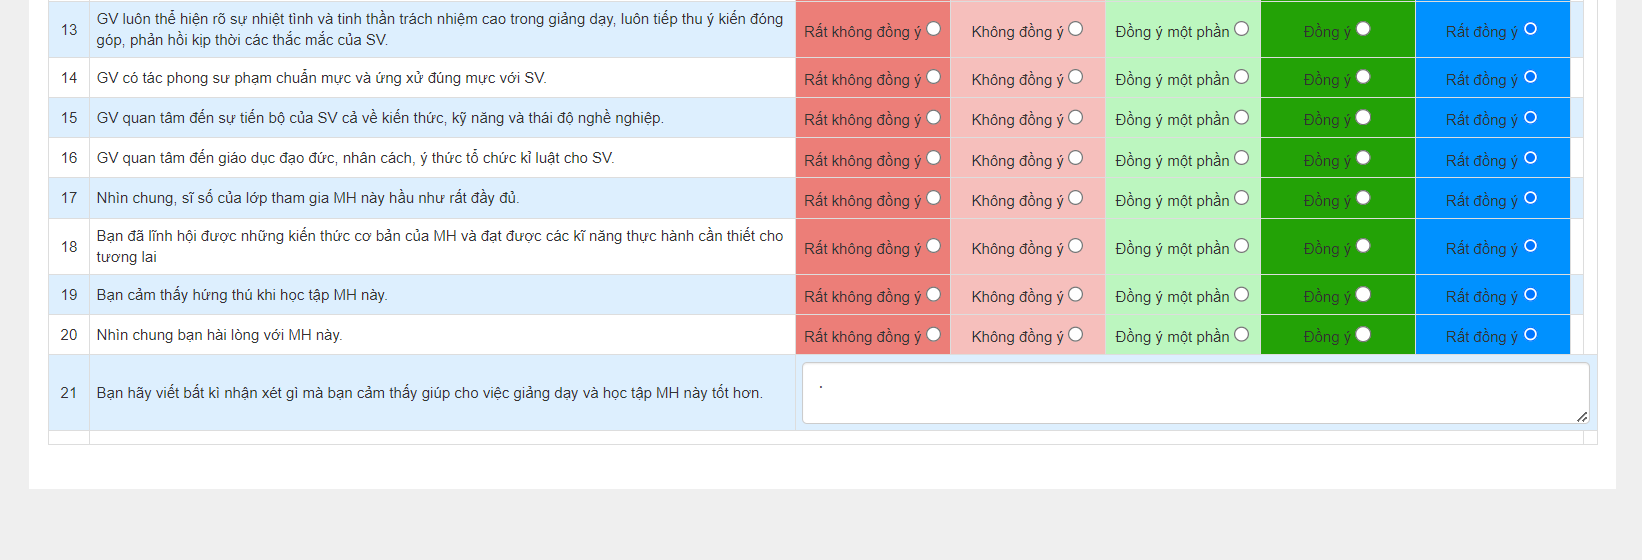 13 GV luôn thể hiện rõ sự nhiệt tình và tinh thần trách nhiệm cao trong giảng dạy, luôn tiếp thu ý kiến đóng
góp, phản hồi kịp thời các thắc mắc của SV. Rất không đồng ý Không đồng ý Đồng ý một phần Đồng ý Rất đồng ý
14 GV có tác phong sư phạm chuẩn mực và ứng xử đúng mực với SV. Rất không đồng ý Không đồng ý Đồng ý một phần Đồng ý Rất đồng ý
15 GV quan tâm đến sự tiến bộ của SV cả về kiến thức, kỹ năng và thái độ nghề nghiệp. Rất không đồng ý Không đồng ý Đồng ý một phần Đồng ý Rất đồng ý
16 GV quan tâm đến giáo dục đạo đức, nhân cách, ý thức tổ chức kỉ luật cho SV. Rất không đồng ý Không đồng ý Đồng ý một phần Đồng ý Rất đồng ý
17 Nhìn chung, sĩ số của lớp tham gia MH này hầu như rất đầy đủ. Rất không đồng ý Không đồng ý Đồng ý một phần Đồng ý Rất đồng ý
18 Bạn đã lĩnh hội được những kiến thức cơ bản của MH và đạt được các kĩ năng thực hành cần thiết cho
tương lai Rất không đồng ý Không đồng ý Đồng ý một phần Đồng ý Rất đồng ý
19 Bạn cảm thấy hứng thú khi học tập MH này. Rất không đồng ý Không đồng ý Đồng ý một phần Đồng ý Rất đồng ý
20 Nhìn chung bạn hài lòng với MH này. Rất không đồng ý Không đồng ý Đồng ý một phần Đồng ý Rất đồng ý
21 Bạn hãy viết bất kì nhận xét gì mà bạn cảm thấy giúp cho việc giảng dạy và học tập MH này tốt hơn. .